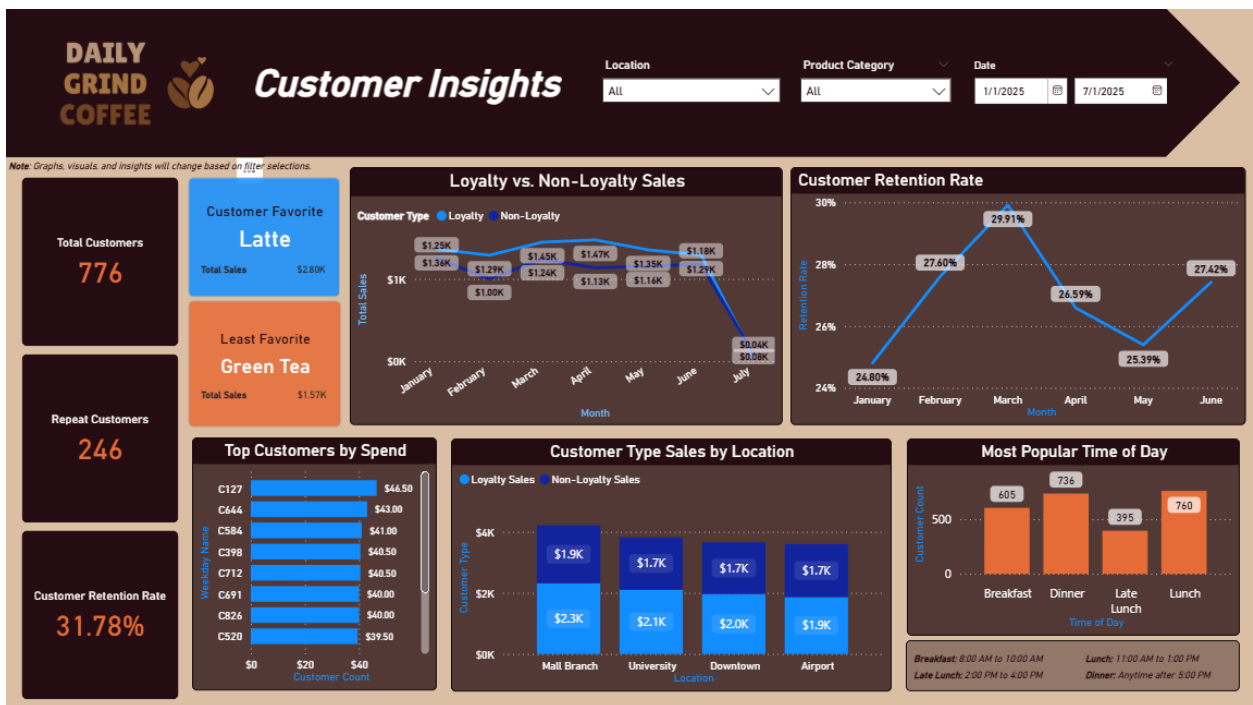 DAILY
GRIND
COFFEE
Customer Insights
Location
All
Product Category
All
Date
1/1/2025
7/1/2025
Note: Graphs, visuals, and insights will change based on filter selections.
Total Customers
776
Repeat Customers
246
Customer Retention Rate
31.78%
Customer Favorite
Latte
Total Sales $2.80K
Least Favorite
Green Tea
Total Sales $1.57K
Loyalty vs. Non-Loyalty Sales
Customer Type Loyalty Non-Loyalty
Total Sales
$1K
$0K
$1.25K
$1.36K
$1.29K
$1.00K
$1.45K
$1.24K
$1.47K
$1.13K
$1.35K
$1.16K
$1.18K
$1.29K
$0.04K
$0.08K
January February March April May June July
Month
Customer Retention Rate
Retention Rate
30%
28%
26%
24%
24.80%
27.60%
29.91%
26.59%
25.39%
27.42%
January February March April May June
Month
Top Customers by Spend
Weekday Name
C127 $46.50
C644 $43.00
C584 $41.00
C398 $40.50
C712 $40.50
C691 $40.00
C826 $40.00
C520 $39.50
$0 $20 $40
Customer Count
Customer Type Sales by Location
Loyalty Sales Non-Loyalty Sales
Customer Type
$4K
$2K
$0K
$1.9K $1.7K $1.7K $1.7K
$2.3K $2.1K $2.0K $1.9K
Mall Branch University Downtown Airport
Location
Most Popular Time of Day
Customer Count
500
0
605 736 395 760
Breakfast Dinner Late Lunch Lunch
Time of Day
Breakfast: 8:00 AM to 10:00 AM Lunch: 11:00 AM to 1:00 PM
Late Lunch: 2:00 PM to 4:00 PM Dinner: Anytime after 5:00 PM